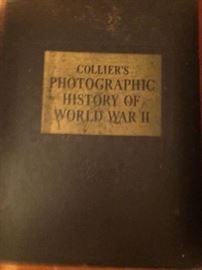 COLLIER'S
PHOTOGRAPHIC
HISTORY OF
WORLD WAR II